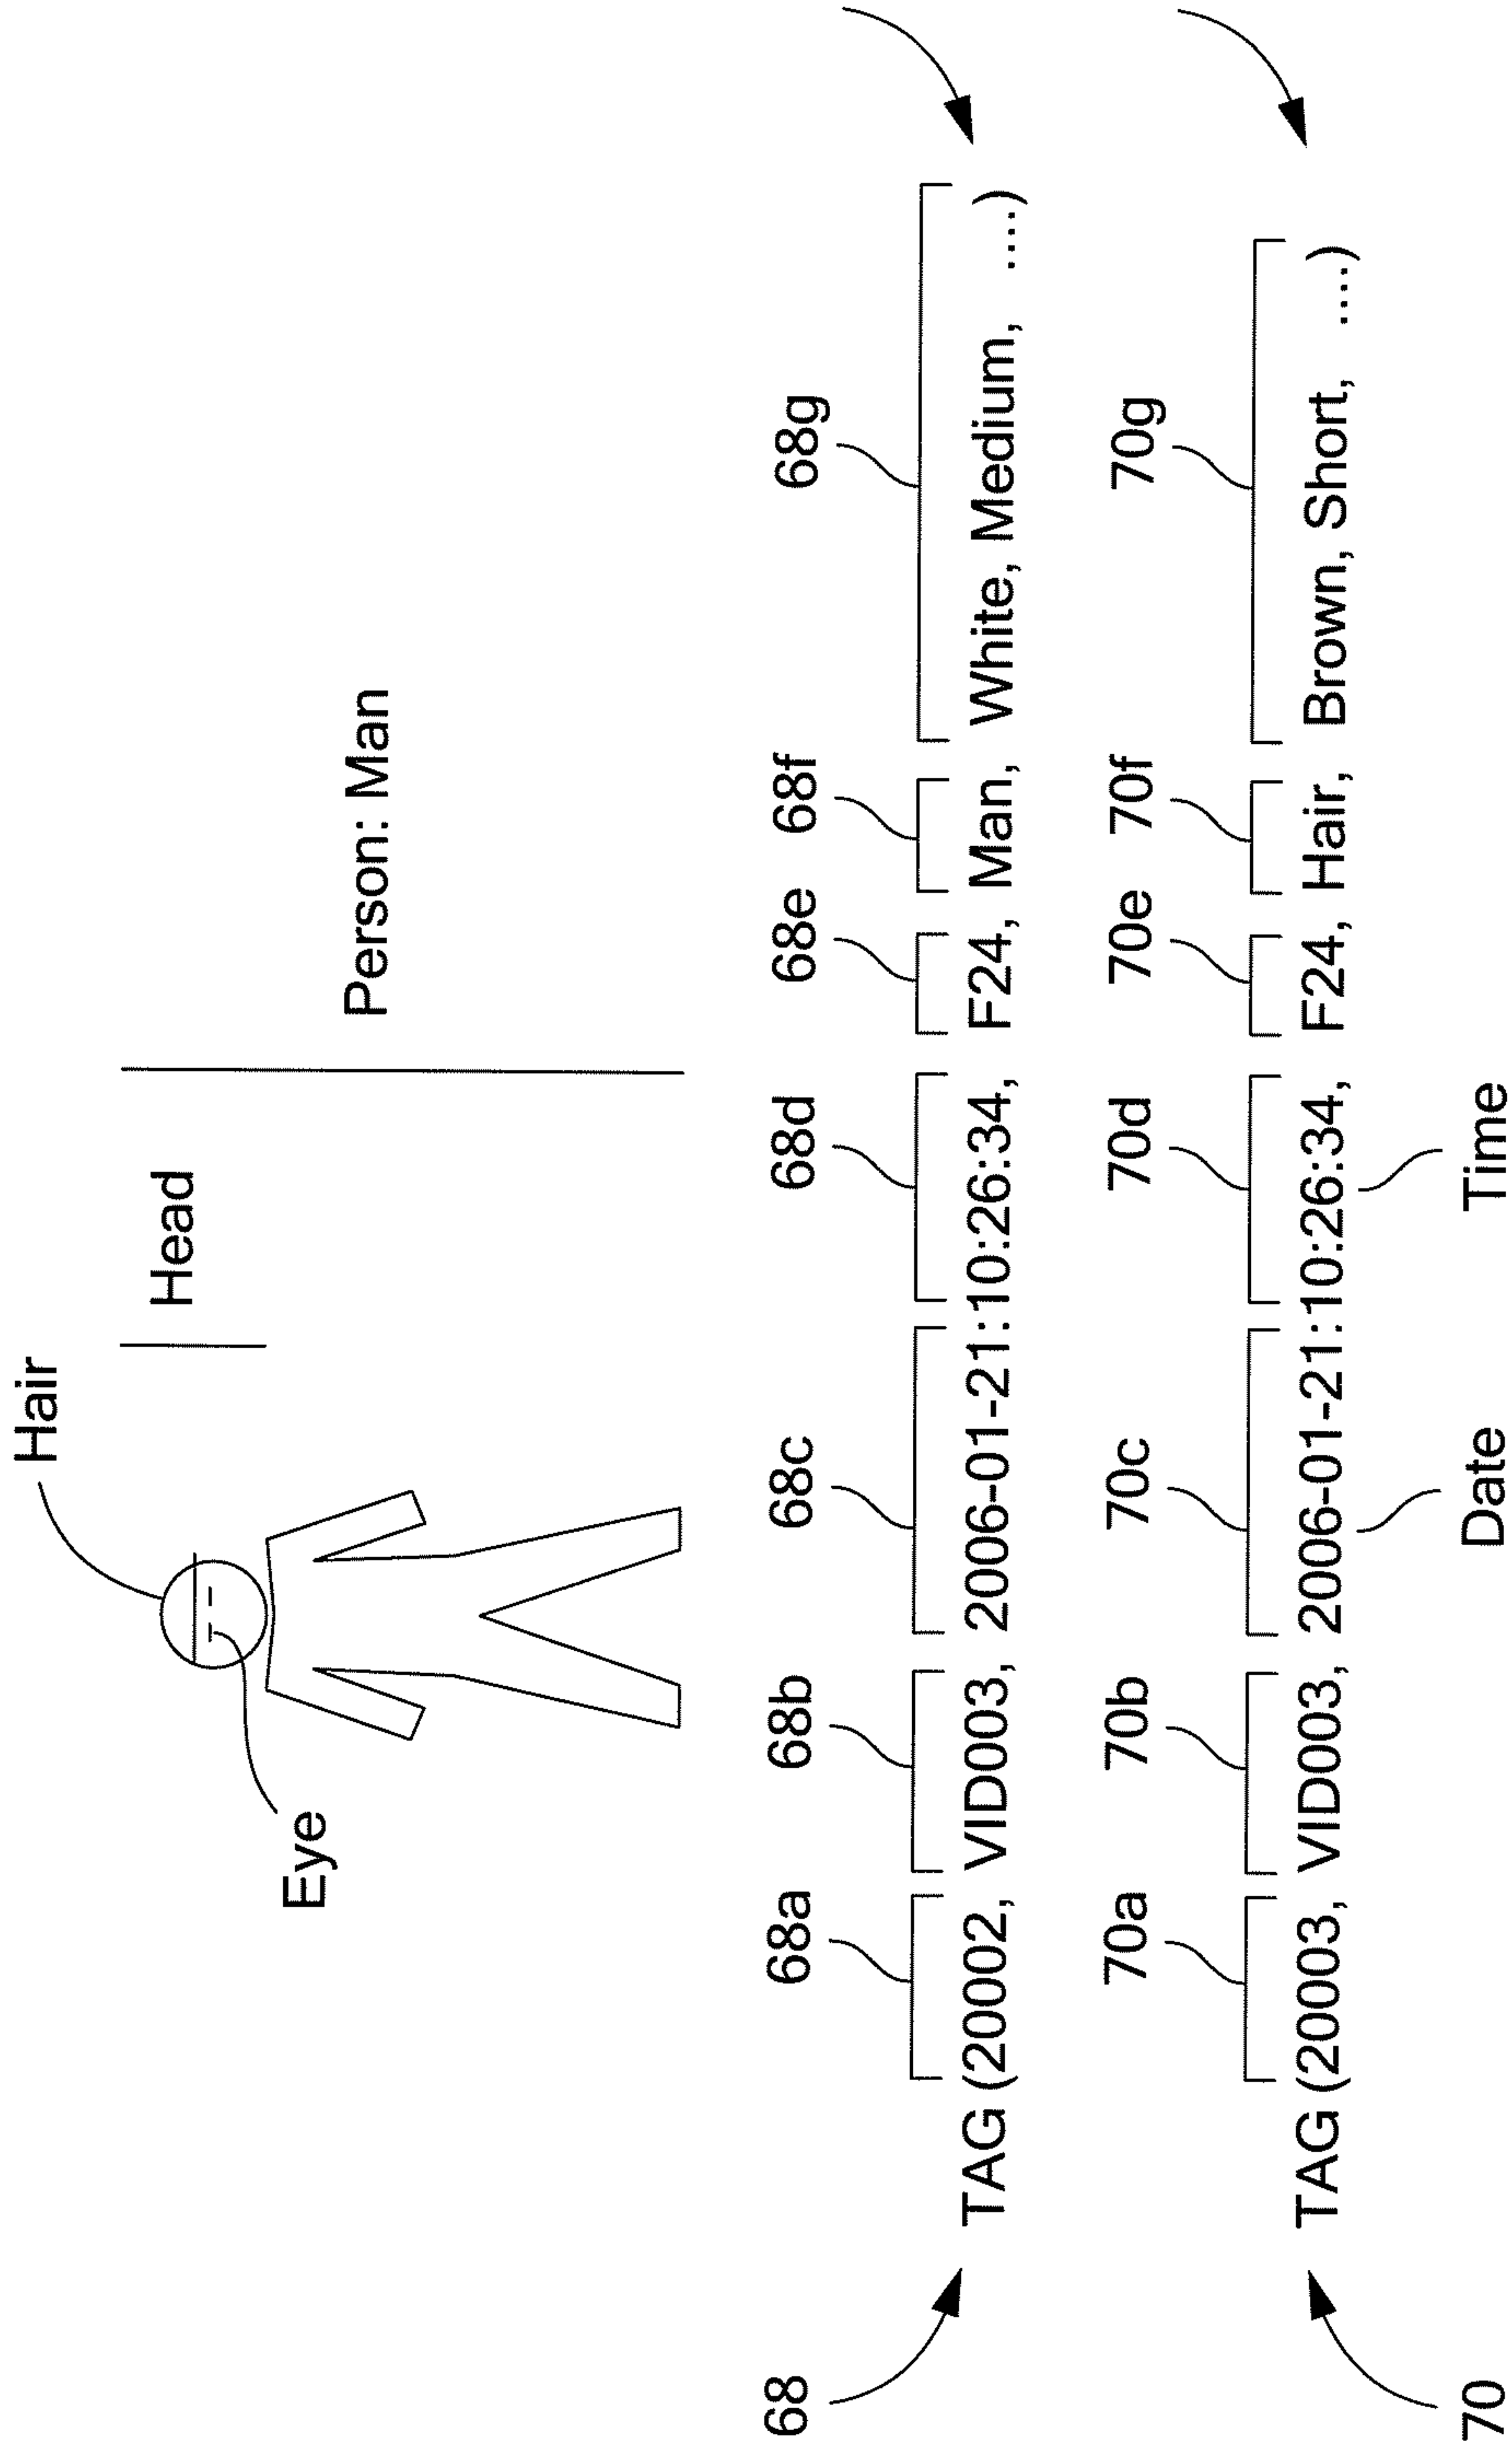 Hair
Eye
Head
Person: Man
68
68a 68b 68c 68d 68e 68f 68g
TAG (20002, VID003, 2006-01-21:10:26:34, F24, Man, White, Medium, ....)
70a 70b 70c 70d 70e 70f 70g
TAG (20003, VID003, 2006-01-21:10:26:34, F24, Hair, Brown, Short, ....)
70
Date Time